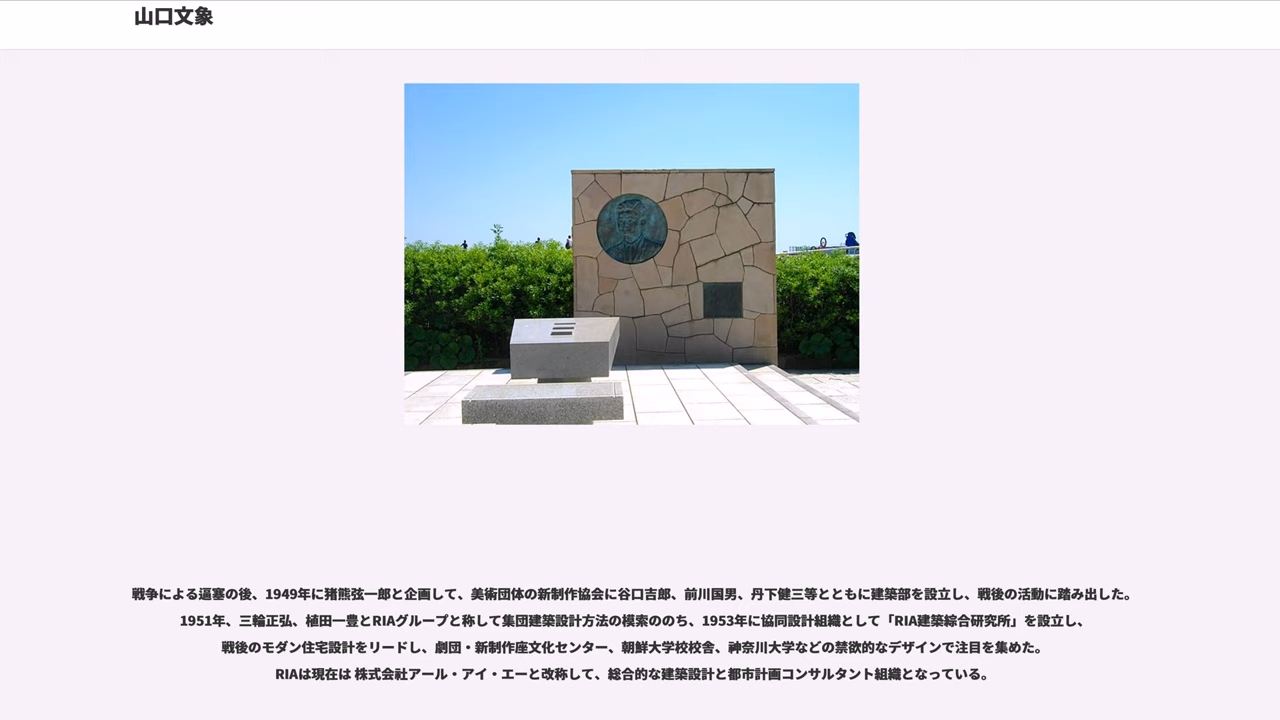 山口文象
戦争による逼塞の後、1949年に猪熊弦一郎と企画して、美術団体の新制作協会に谷口吉郎、前川国男、丹下健三等とともに建築部を設立し、戦後の活動に踏み出した。
1951年、三輪正弘、植田一豊とRIAグループと称して集団建築設計方法の模索ののち、1953年に協同設計組織として「RIA建築綜合研究所」を設立し、
戦後のモダン住宅設計をリードし、劇団・新制作座文化センター、朝鮮大学校校舎、神奈川大学などの禁欲的なデザインで注目を集めた。
RIAは現在は 株式会社アール・アイ・エーと改称して、総合的な建築設計と都市計画コンサルタント組織となっている。